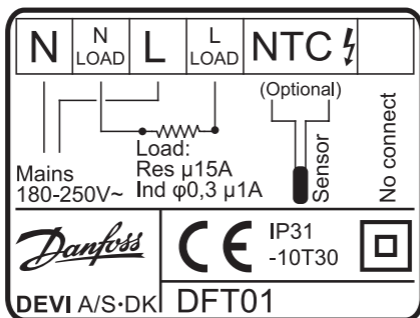 N
N
LOAD
L
L
LOAD
NTC
(Optional)
Sensor
No connect
Mains
180-250V~
Load:
Res µ15A
Ind φ0,3 µ1A
Danfoss
CE
IP31
-10T30
DEVI A/S•DK
DFT01